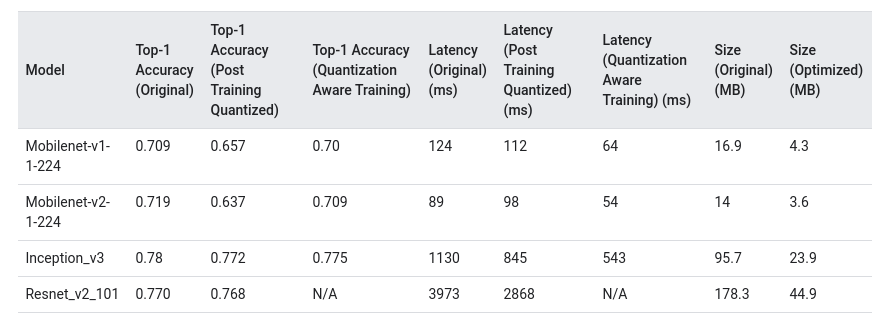 Model
Top-1
Accuracy
(Original)
Top-1
Accuracy
(Post
Training
Quantized)
Top-1 Accuracy
(Quantization
Aware Training)
Latency
(Original)
(ms)
Latency
(Post
Training
Quantized)
(ms)
Latency
(Quantization
Aware
Training) (ms)
Size
(Original)
(MB)
Size
(Optimized)
(MB)
Mobilenet-v1-
1-224
0.709
0.657
0.70
124
112
64
16.9
4.3
Mobilenet-v2-
1-224
0.719
0.637
0.709
89
98
54
14
3.6
Inception_v3
0.78
0.772
0.775
1130
845
543
95.7
23.9
Resnet_v2_101
0.770
0.768
N/A
3973
2868
N/A
178.3
44.9